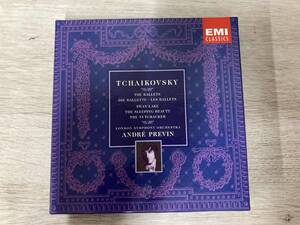 EMI
CLASSICS
TCHAIKOVSKY
THE BALLETS
DIE BALLETTE · LES BALLETS
SWAN LAKE
THE SLEEPING BEAUTY
THE NUTCRACKER
LONDON SYMPHONY ORCHESTRA
ANDRÉ PREVIN